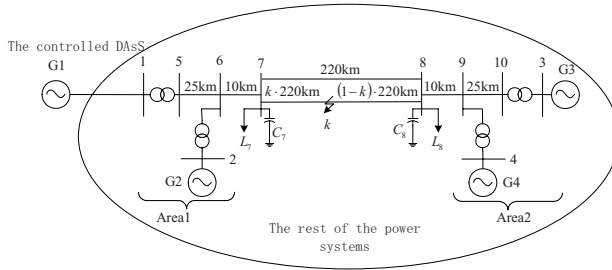 The controlled DAsS
G1
1
5
6
7
8
9
10
3
G3
25km
10km
220km
10km
25km
k·220km
(1−k)·220km
k
L7
C7
C8
L8
2
G2
4
G4
Area1
Area2
The rest of the power
systems